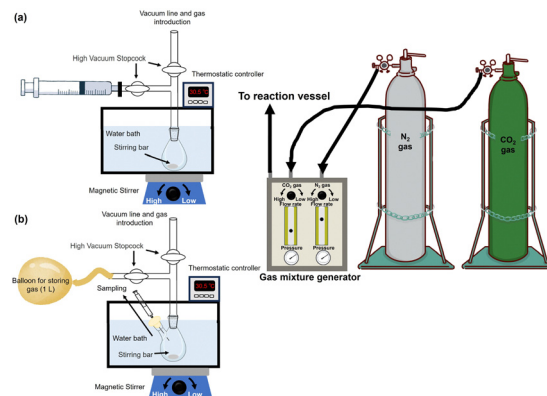 (a)
Vacuum line and gas
introduction
High Vacuum Stopcock
Thermostatic controller
30.0 °C
Water bath
Stirring bar
Magnetic Stirrer
High
Low
(b)
Vacuum line and gas
introduction
High Vacuum Stopcock
Thermostatic controller
30.0 °C
Balloon for storing
gas (1 L)
Sampling
Water bath
Stirring bar
Magnetic Stirrer
High
Low
To reaction vessel
CO₂ gas
N₂ gas
High
Low
High
Low
Flow rate
Flow rate
Pressure
Pressure
Gas mixture generator
N₂
gas
CO₂
gas